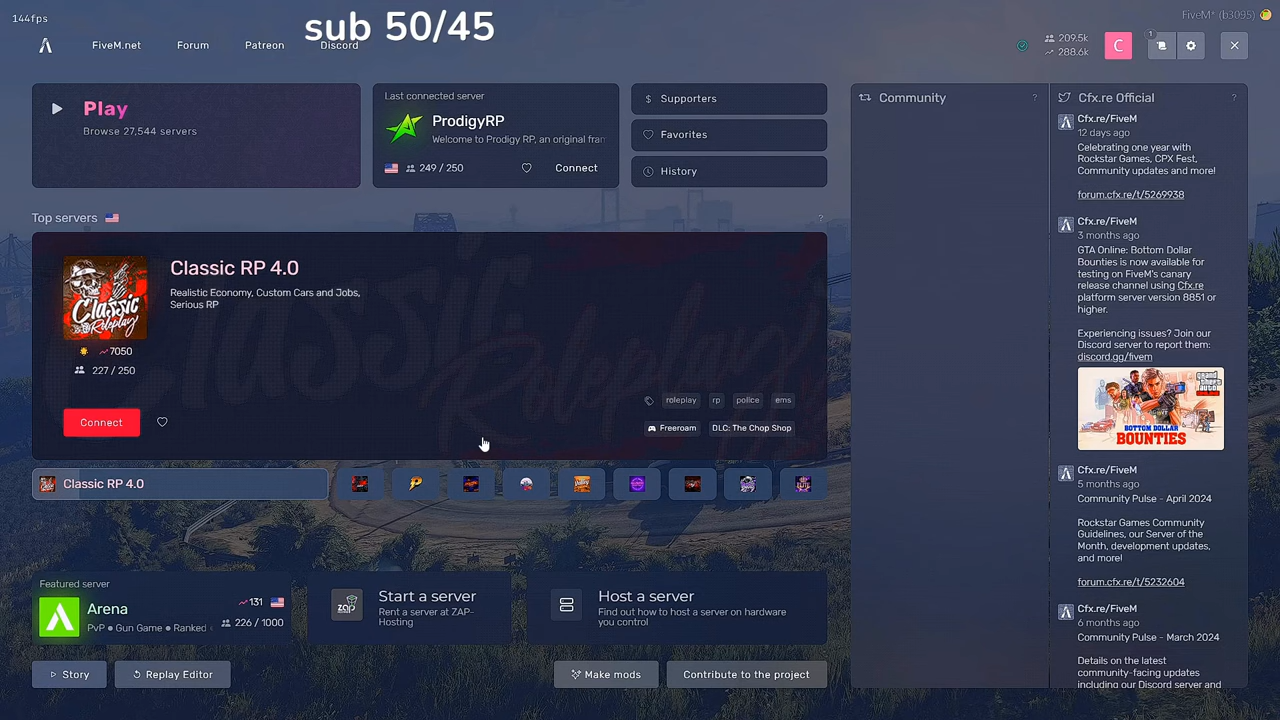 144fps
sub 50/45
FiveM* (b3095)
FiveM.net
Forum
Patreon
Discord
209.5k
288.6k
C
1
Play
Browse 27,544 servers
Last connected server
ProdigyRP
Welcome to Prodigy RP, an original fran
249 / 250
Connect
$ Supporters
Favorites
History
Top servers
?
Classic RP 4.0
Realistic Economy, Custom Cars and Jobs,
Serious RP
Classic
Roleplay
7050
227 / 250
Connect
roleplay
rp
police
ems
Freeroam
DLC: The Chop Shop
Classic RP 4.0
Featured server
Arena
131
PvP ● Gun Game ● Ranked
226 / 1000
ZAP
Start a server
Rent a server at ZAP-
Hosting
Host a server
Find out how to host a server on hardware
you control
Story
Replay Editor
Make mods
Contribute to the project
Community
?
Cfx.re Official
?
Cfx.re/FiveM
12 days ago
Celebrating one year with
Rockstar Games, CPX Fest,
Community updates and more!
forum.cfx.re/t/5269938
Cfx.re/FiveM
3 months ago
GTA Online: Bottom Dollar
Bounties is now available for
testing on FiveM's canary
release channel using Cfx.re
platform server version 8851 or
higher.
Experiencing issues? Join our
Discord server to report them:
discord.gg/fivem
BOTTOM DOLLAR
BOUNTIES
Cfx.re/FiveM
5 months ago
Community Pulse - April 2024
Rockstar Games Community
Guidelines, our Server of the
Month, development updates,
and more!
forum.cfx.re/t/5232604
Cfx.re/FiveM
6 months ago
Community Pulse - March 2024
Details on the latest
community-facing updates
including our Discord server and